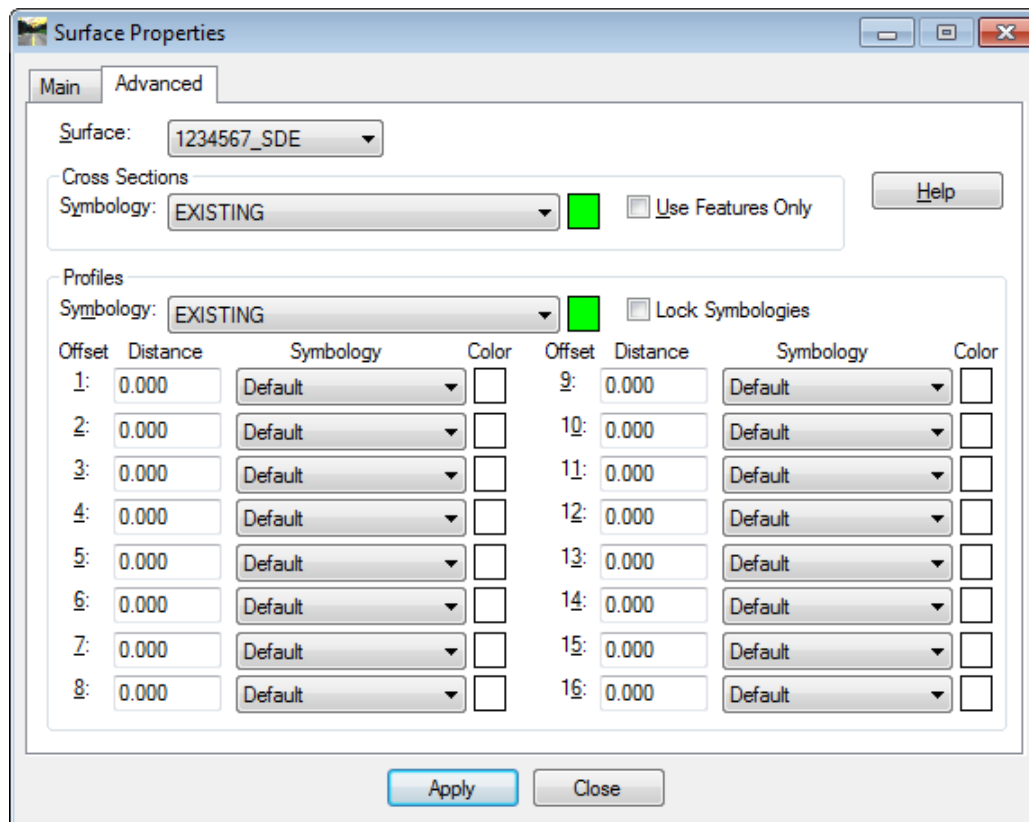 Surface Properties
Main Advanced
Surface: 1234567_SDE
Cross Sections
Symbology: EXISTING Use Features Only Help
Profiles
Symbology: EXISTING Lock Symbologies
Offset Distance Symbology Color Offset Distance Symbology Color
1: 0.000 Default 9: 0.000 Default
2: 0.000 Default 10: 0.000 Default
3: 0.000 Default 11: 0.000 Default
4: 0.000 Default 12: 0.000 Default
5: 0.000 Default 13: 0.000 Default
6: 0.000 Default 14: 0.000 Default
7: 0.000 Default 15: 0.000 Default
8: 0.000 Default 16: 0.000 Default
Apply Close